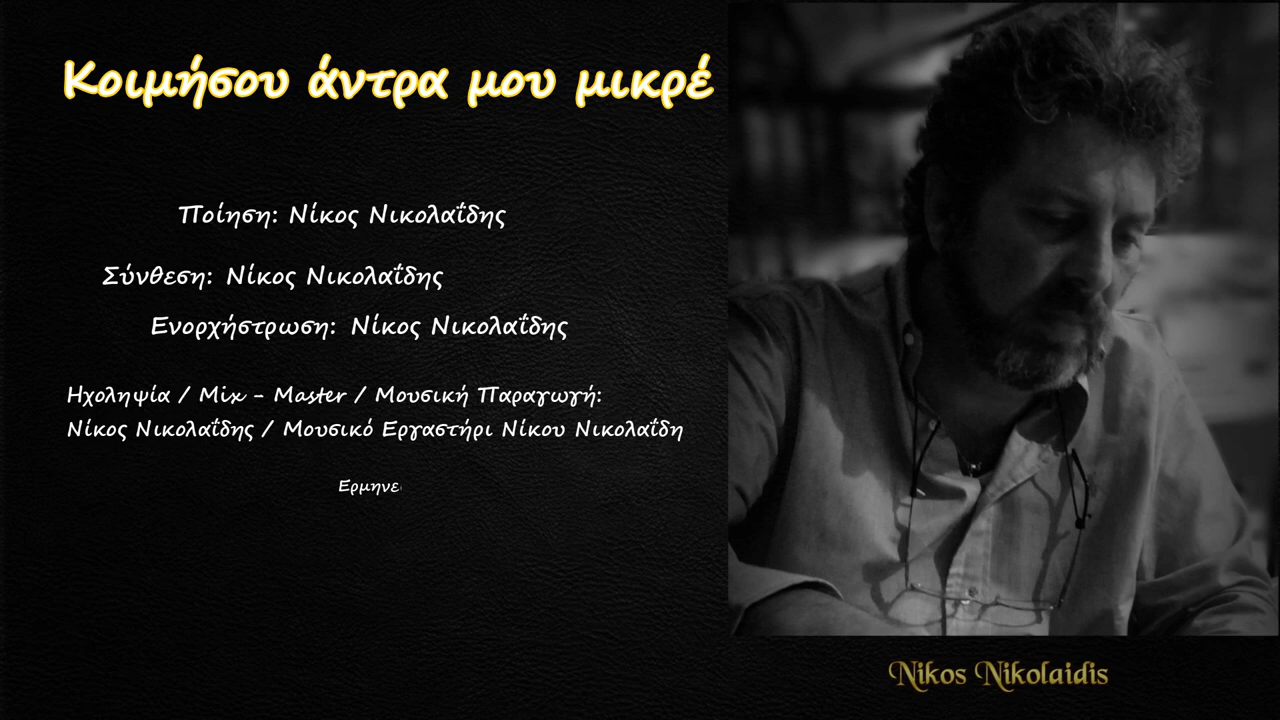 Κοιμήσου άντρα μου μικρέ
Ποίηση: Νίκος Νικολαΐδης
Σύνθεση: Νίκος Νικολαΐδης
Ενορχήστρωση: Νίκος Νικολαΐδης
Ηχοληψία / Mix - Master / Μουσική Παραγωγή:
Νίκος Νικολαΐδης / Μουσικό Εργαστήρι Νίκου Νικολαΐδη
Ερμηνε
Nikos Nikolaidis